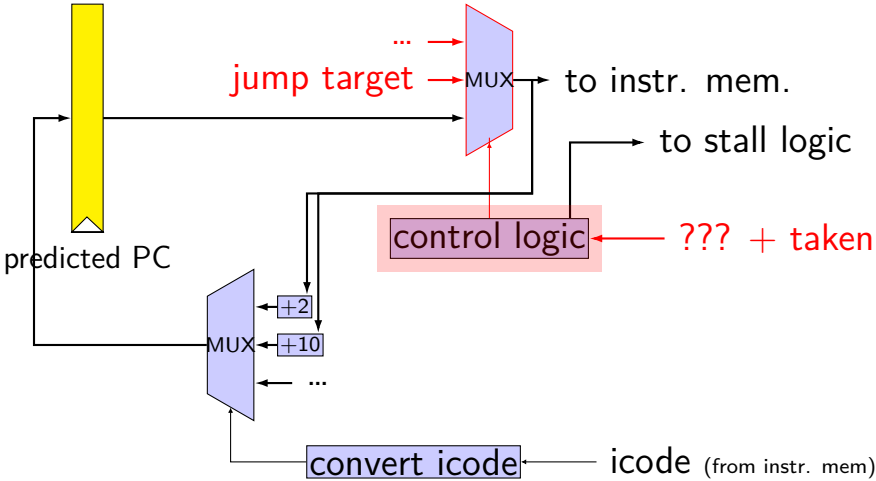 ...
jump target
MUX
to instr. mem.
to stall logic
control logic
??? + taken
predicted PC
+2
MUX
+10
...
convert icode
icode (from instr. mem)